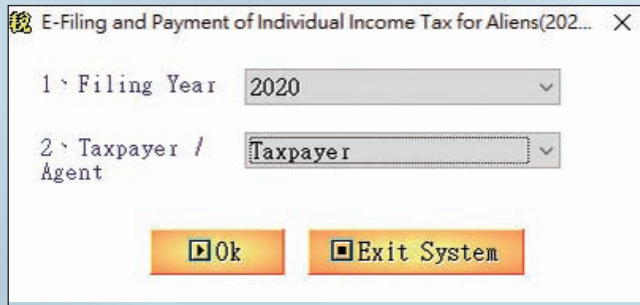 稅 E-Filing and Payment of Individual Income Tax for Aliens(202...
1、Filing Year 2020
2、Taxpayer / Agent Taxpayer
Ok Exit System